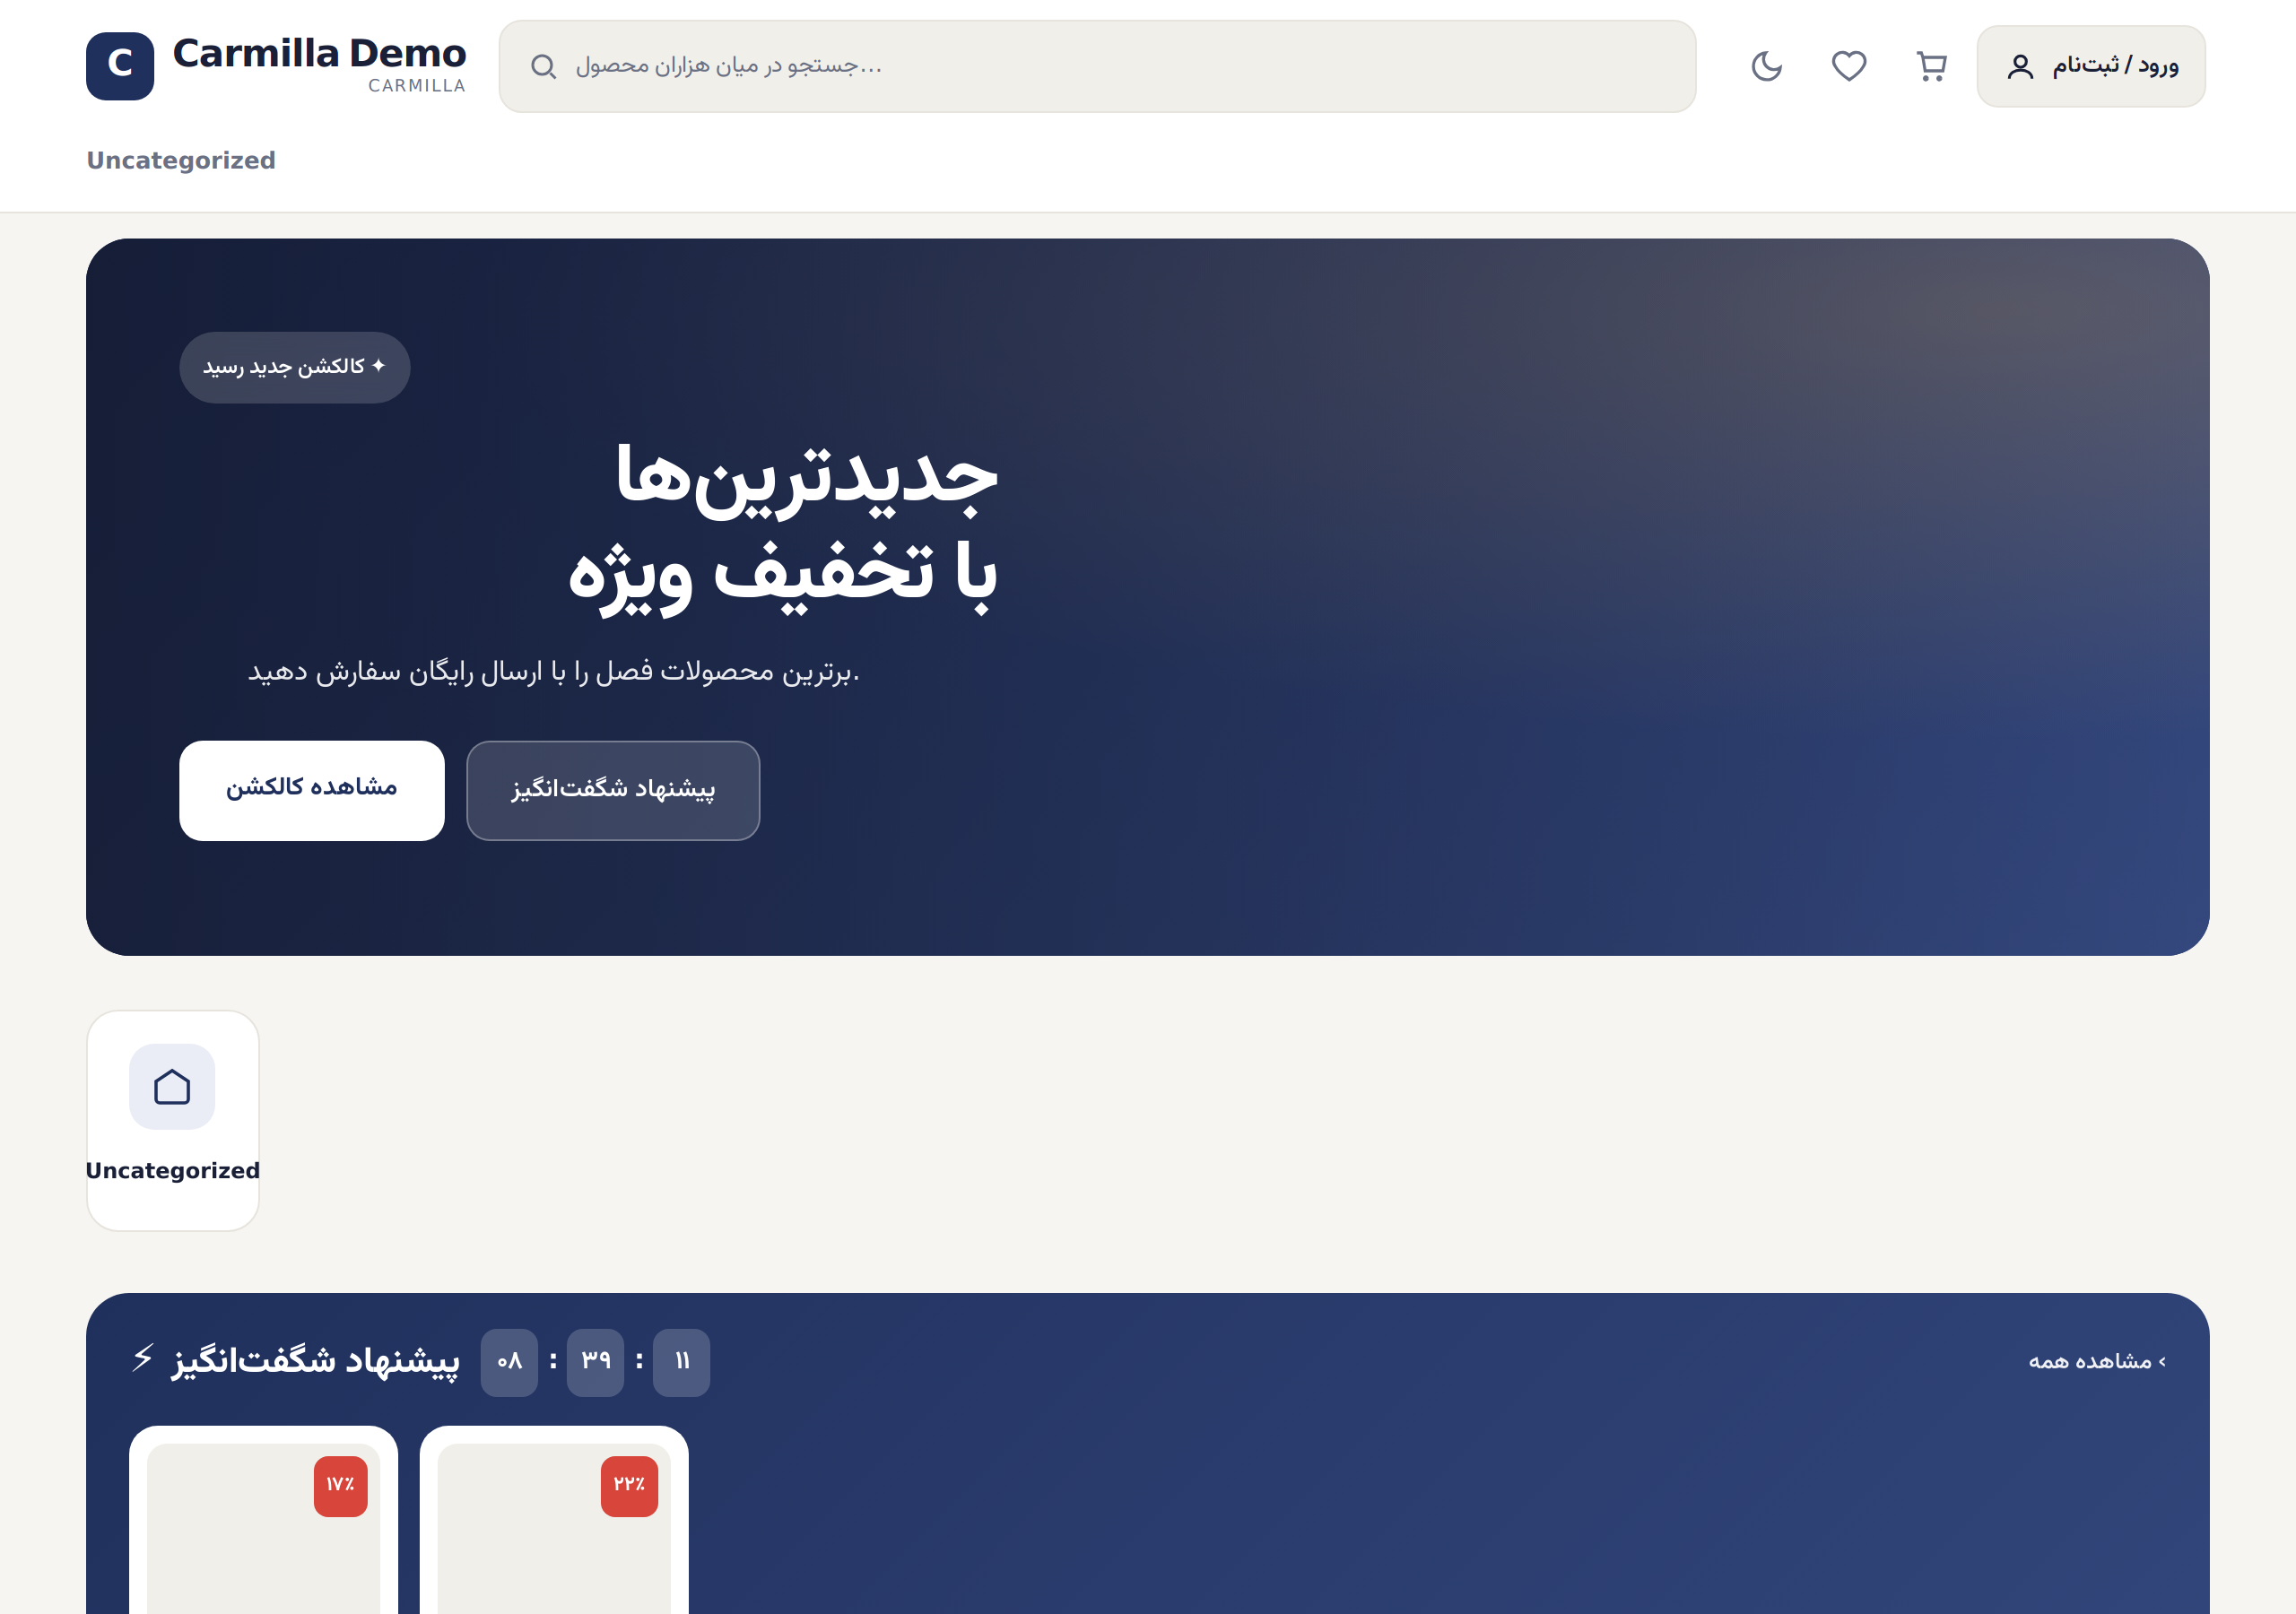 C
Carmilla Demo
CARMILLA
جستجو در میان هزاران محصول...
ورود / ثبت‌نام
Uncategorized
✦ کالکشن جدید رسید
جدیدترین‌ها
با تخفیف ویژه
برترین محصولات فصل را با ارسال رایگان سفارش دهید.
مشاهده کالکشن
پیشنهاد شگفت‌انگیز
Uncategorized
⚡ پیشنهاد شگفت‌انگیز
۰۸ : ۳۹ : ۱۱
مشاهده همه ›
۱۷٪
۲۲٪